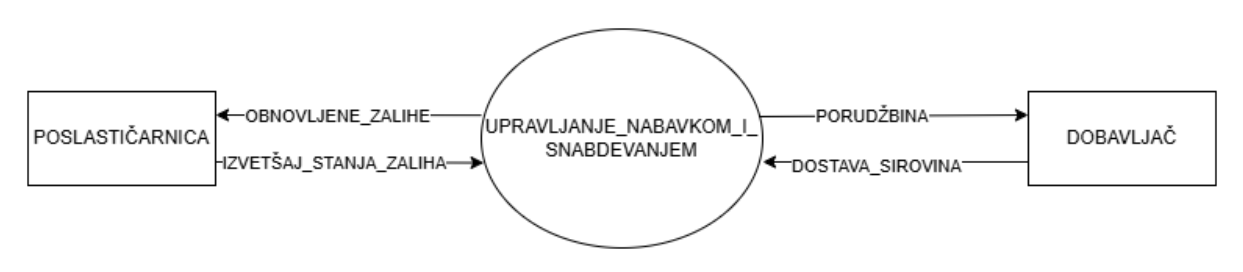 POSLASTIČARNICA
OBNOVLJENE_ZALIHE
IZVETŠAJ_STANJA_ZALIHA
UPRAVLJANJE_NABAVKOM_I_
SNABDEVANJEM
PORUDŽBINA
DOSTAVA_SIROVINA
DOBAVLJAČ